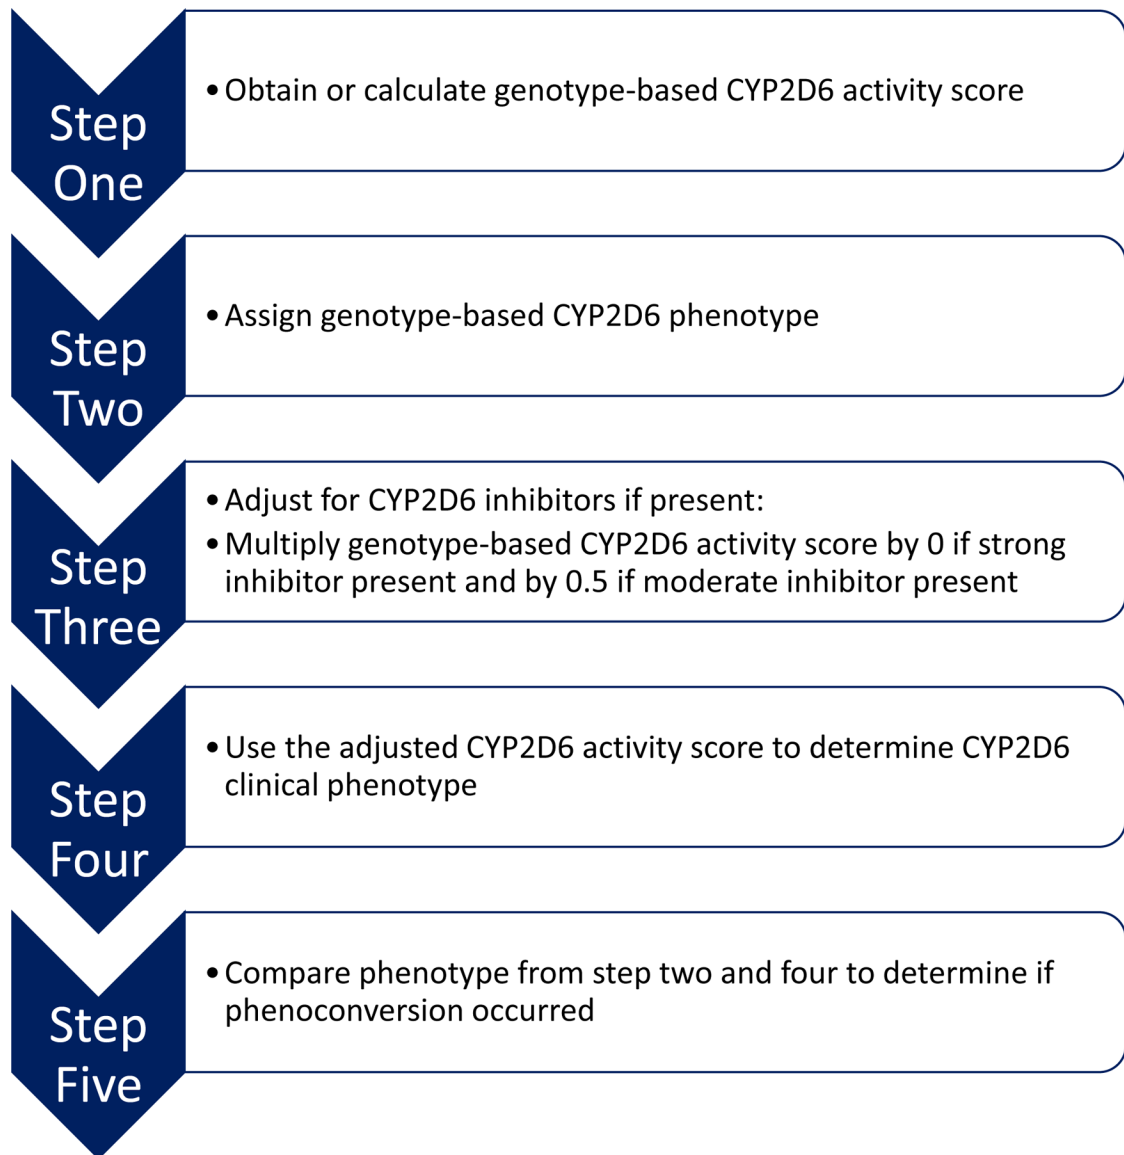 Step
One
• Obtain or calculate genotype-based CYP2D6 activity score
Step
Two
• Assign genotype-based CYP2D6 phenotype
Step
Three
• Adjust for CYP2D6 inhibitors if present:
• Multiply genotype-based CYP2D6 activity score by 0 if strong
inhibitor present and by 0.5 if moderate inhibitor present
Step
Four
• Use the adjusted CYP2D6 activity score to determine CYP2D6
clinical phenotype
Step
Five
• Compare phenotype from step two and four to determine if
phenoconversion occurred